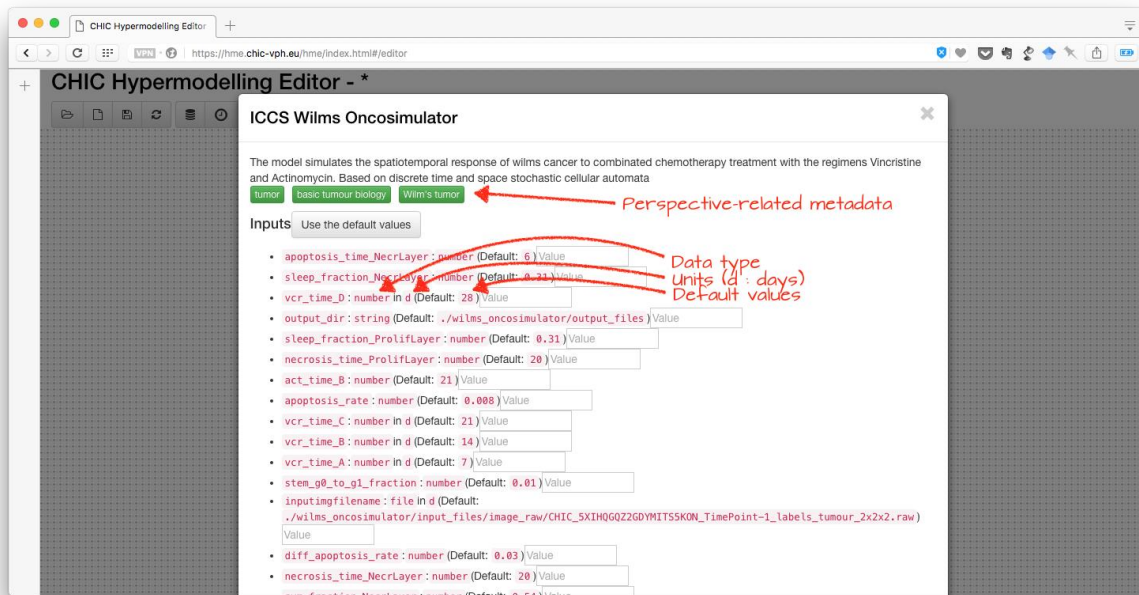 CHIC Hypermodelling Editor
VPN
https://hme.chic-vph.eu/hme/index.html#/editor
CHIC Hypermodelling Editor - *
ICCS Wilms Oncosimulator
The model simulates the spatiotemporal response of wilms cancer to combinated chemotherapy treatment with the regimens Vincristine
and Actinomycin. Based on discrete time and space stochastic cellular automata
tumor basic tumour biology Wilm's tumor
Perspective-related metadata
Inputs Use the default values
apoptosis_time_NecrLayer : number (Default: 6) Value
Data type
sleep_fraction_NecrLayer : number (Default: 0.31) Value
Units (d : days)
vcr_time_D : number in d (Default: 28) Value
Default values
output_dir : string (Default: ./wilms_oncosimulator/output_files) Value
sleep_fraction_ProlifLayer : number (Default: 0.31) Value
necrosis_time_ProlifLayer : number (Default: 20) Value
act_time_B : number (Default: 21) Value
apoptosis_rate : number (Default: 0.008) Value
vcr_time_C : number in d (Default: 21) Value
vcr_time_B : number in d (Default: 14) Value
vcr_time_A : number in d (Default: 7) Value
stem_g0_to_g1_fraction : number (Default: 0.01) Value
inputimgfilename : file in d (Default:
./wilms_oncosimulator/input_files/image_raw/CHIC_5XIHQGQZ2GDYMITS5KON_TimePoint-1_labels_tumour_2x2x2.raw)
Value
diff_apoptosis_rate : number (Default: 0.03) Value
necrosis_time_NecrLayer : number (Default: 20) Value